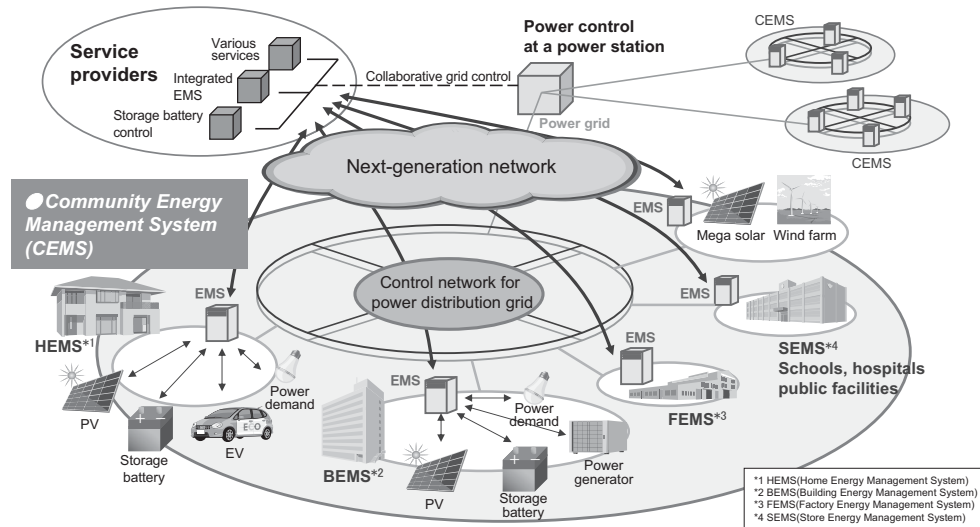 Service
providers
Various
services
Integrated
EMS
Storage battery
control
Collaborative grid control
Power control
at a power station
Power grid
CEMS
CEMS
Next-generation network
●Community Energy
Management System
(CEMS)
Control network for
power distribution grid
EMS
Mega solar
Wind farm
EMS
SEMS*4
Schools, hospitals
public facilities
EMS
FEMS*3
EMS
HEMS*1
PV
Storage
battery
EV
Power
demand
ECO
EMS
BEMS*2
PV
Storage
battery
Power
demand
Power
generator
*1 HEMS(Home Energy Management System)
*2 BEMS(Building Energy Management System)
*3 FEMS(Factory Energy Management System)
*4 SEMS(Store Energy Management System)